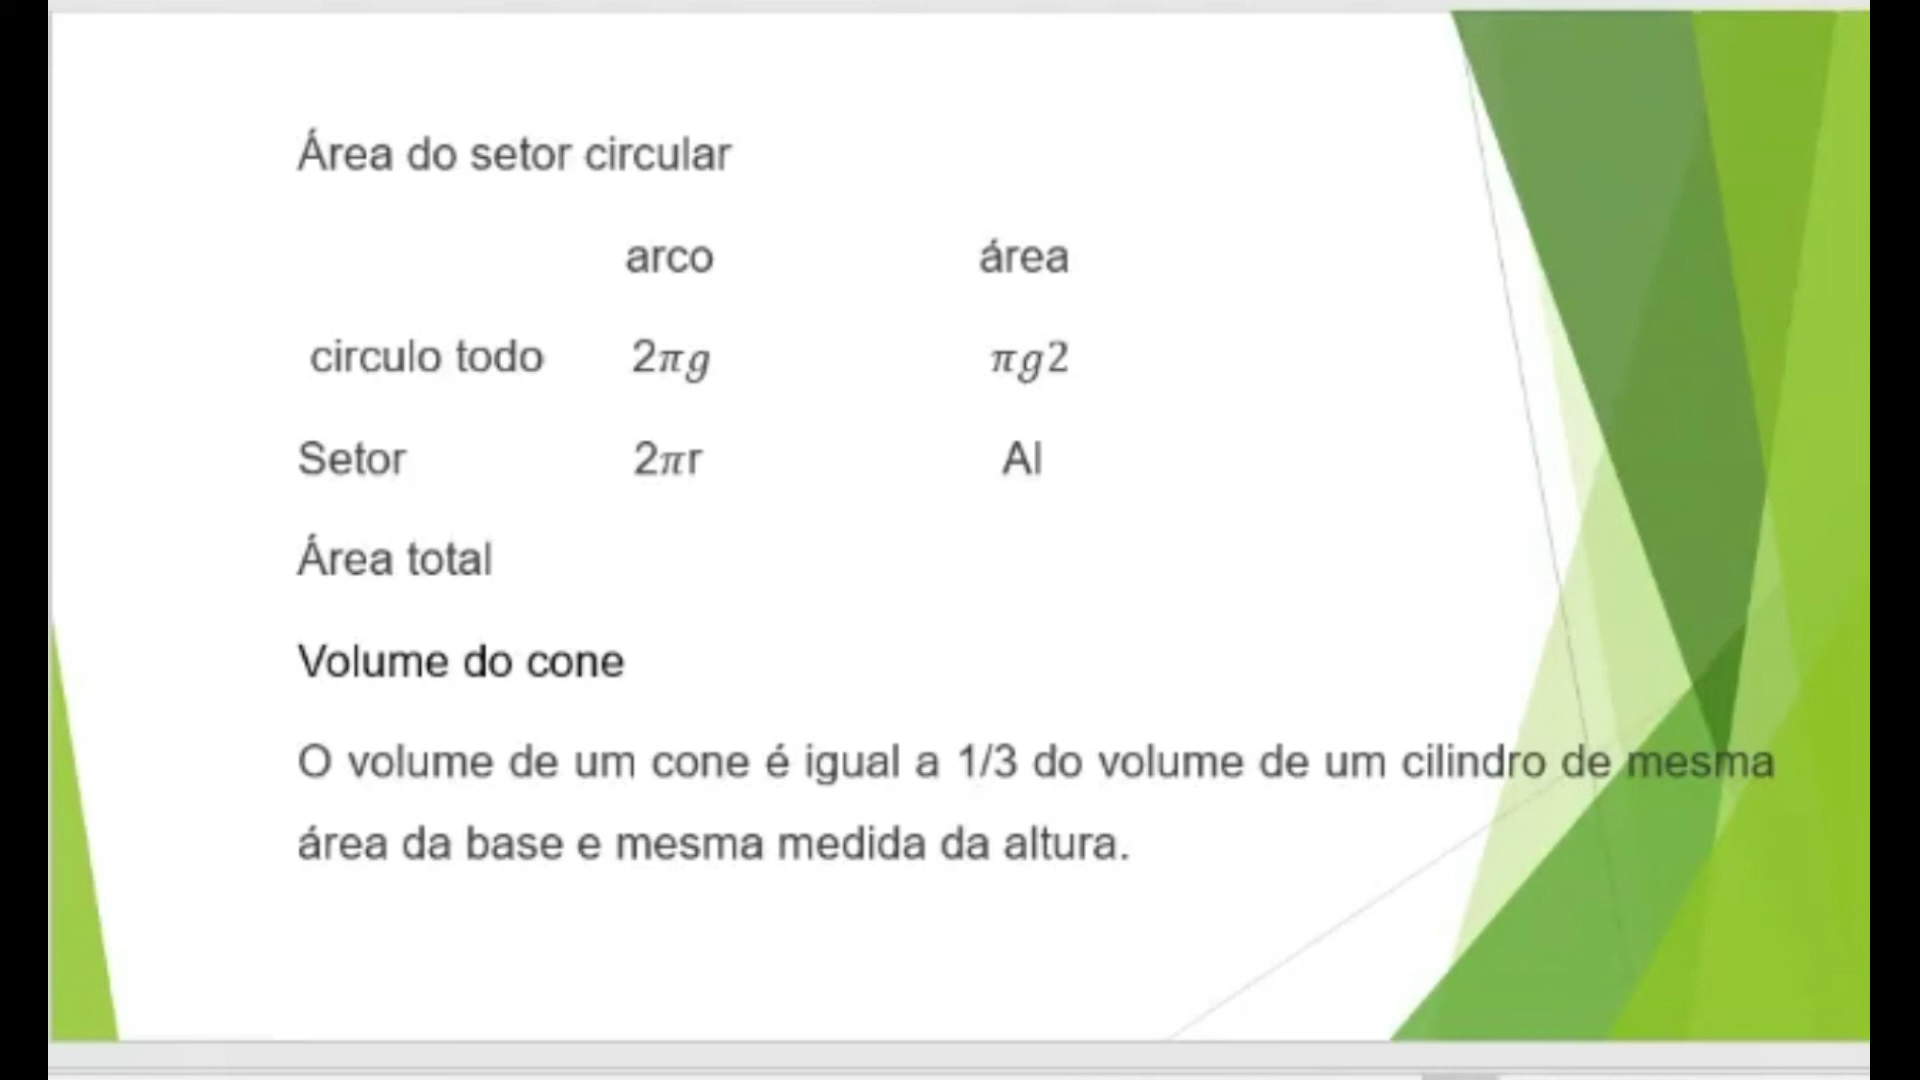 Área do setor circular
arco área
circulo todo 2πg πg2
Setor 2πr Al
Área total
Volume do cone
O volume de um cone é igual a 1/3 do volume de um cilindro de mesma
área da base e mesma medida da altura.